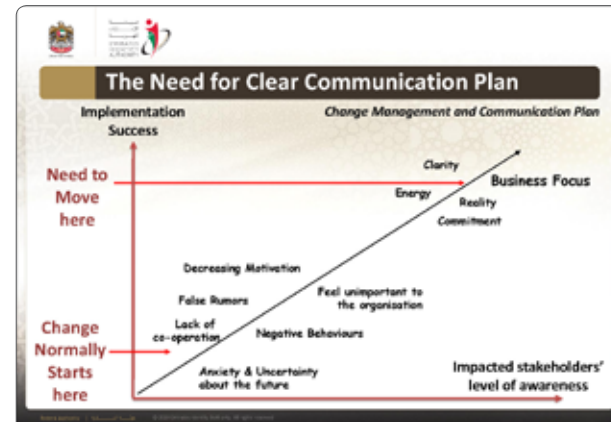 The Need for Clear Communication Plan
Implementation
Success
Change Management and Communication Plan
Need to
Move
here
Clarity
Business Focus
Energy
Reality
Commitment
Decreasing Motivation
Feel unimportant to
the organisation
False Rumors
Lack of
co-operation
Negative Behaviours
Change
Normally
Starts
here
Anxiety & Uncertainty
about the future
Impacted stakeholders'
level of awareness